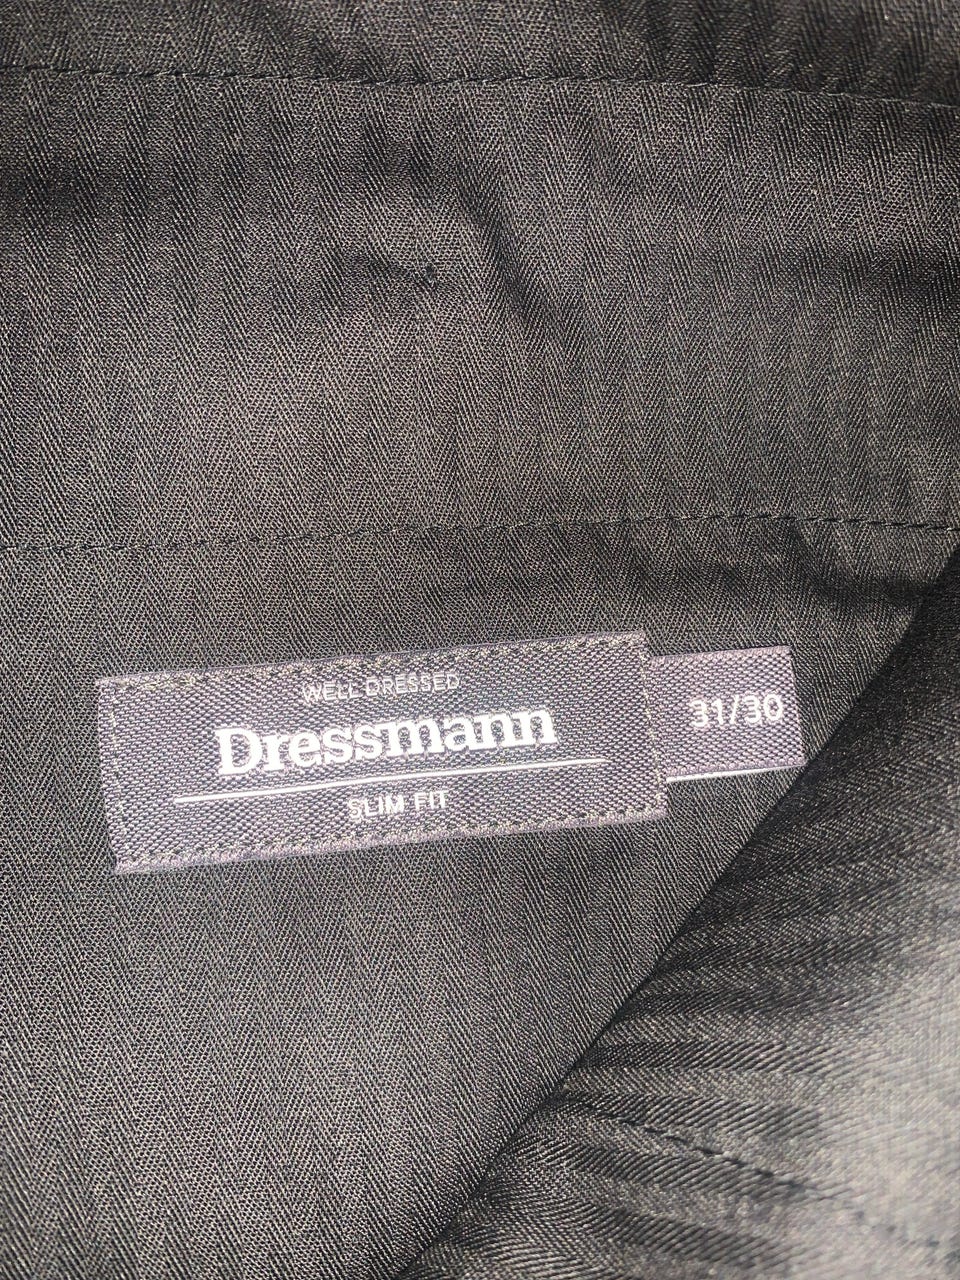 WELL DRESSED
Dressmann
SLIM FIT
31/30